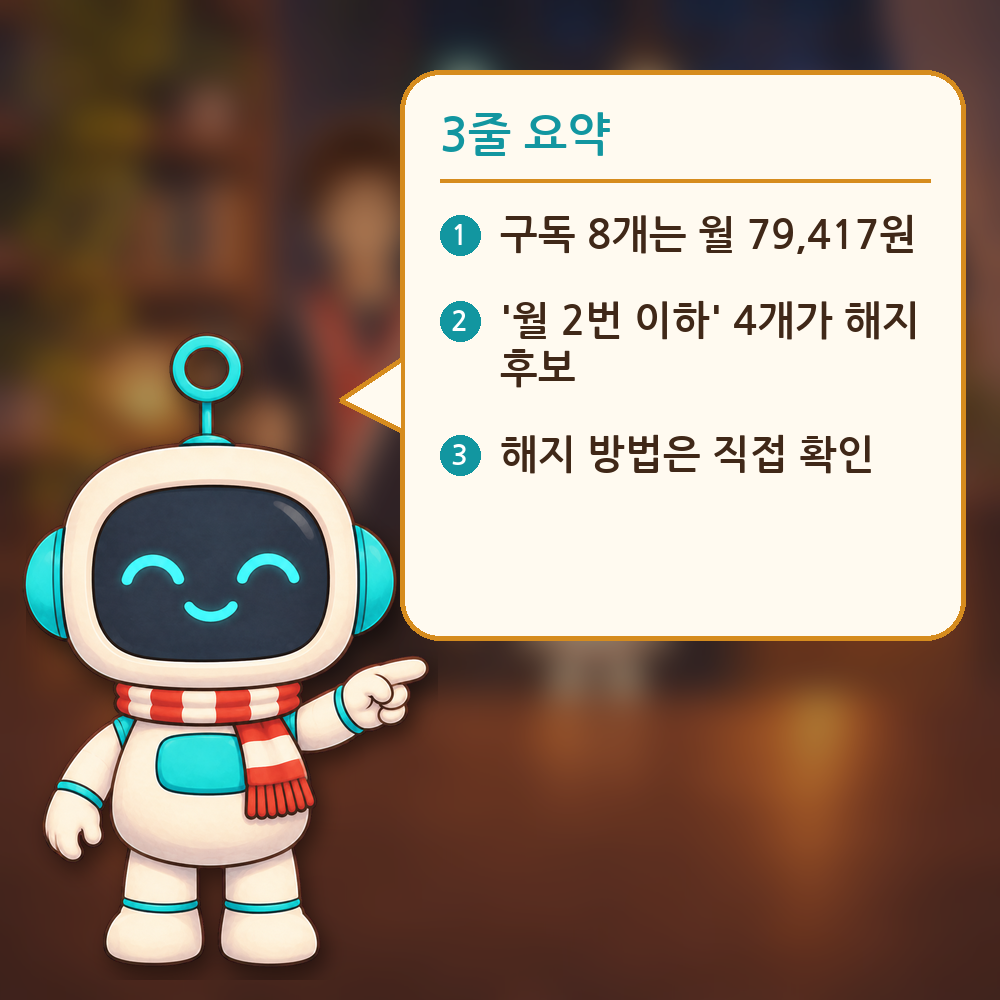 3줄 요약
1 구독 8개는 월 79,417원
2 '월 2번 이하' 4개가 해지
후보
3 해지 방법은 직접 확인